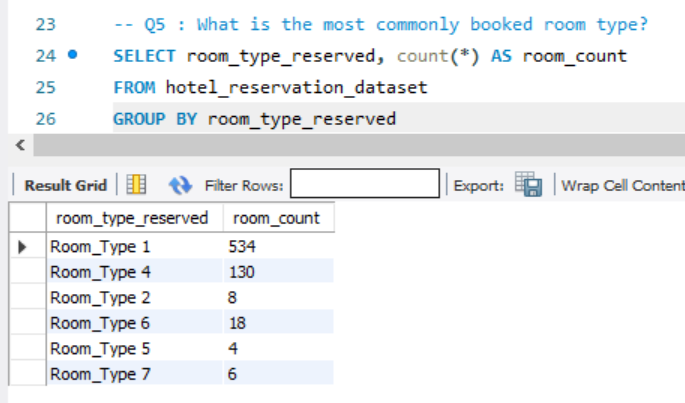 23 -- Q5 : What is the most commonly booked room type?
24 SELECT room_type_reserved, count(*) AS room_count
25 FROM hotel_reservation_dataset
26 GROUP BY room_type_reserved
Result Grid Filter Rows: Export: Wrap Cell Content
room_type_reserved room_count
Room_Type 1 534
Room_Type 4 130
Room_Type 2 8
Room_Type 6 18
Room_Type 5 4
Room_Type 7 6